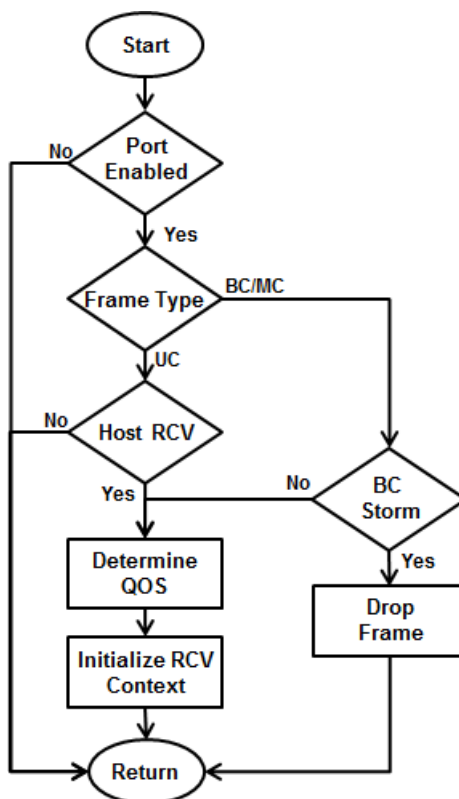 Start
No
Port
Enabled
Yes
Frame Type
BC/MC
UC
No
Host RCV
Yes
No
BC
Storm
Yes
Determine
QOS
Drop
Frame
Initialize RCV
Context
Return